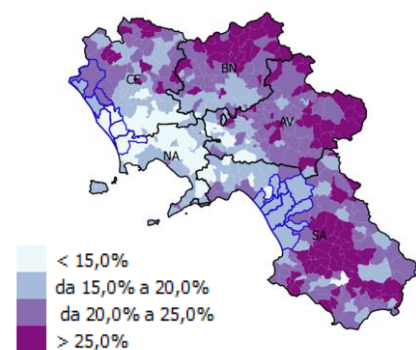 BN
CE
AV
NA
SA
< 15,0%
da 15,0% a 20,0%
da 20,0% a 25,0%
> 25,0%